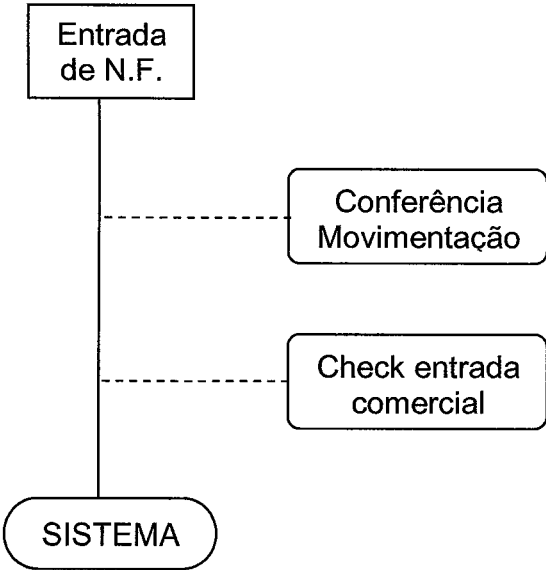 Entrada
de N.F.
Conferência
Movimentação
Check entrada
comercial
SISTEMA